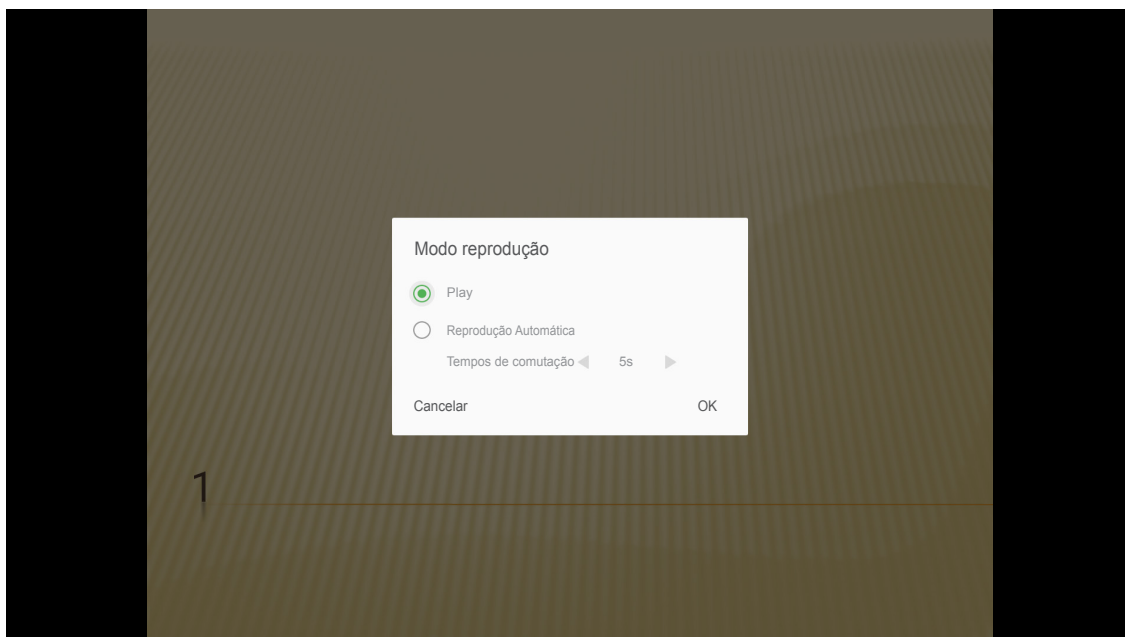 Modo reprodução
Play
Reprodução Automática
Tempos de comutação 5s
Cancelar OK
1